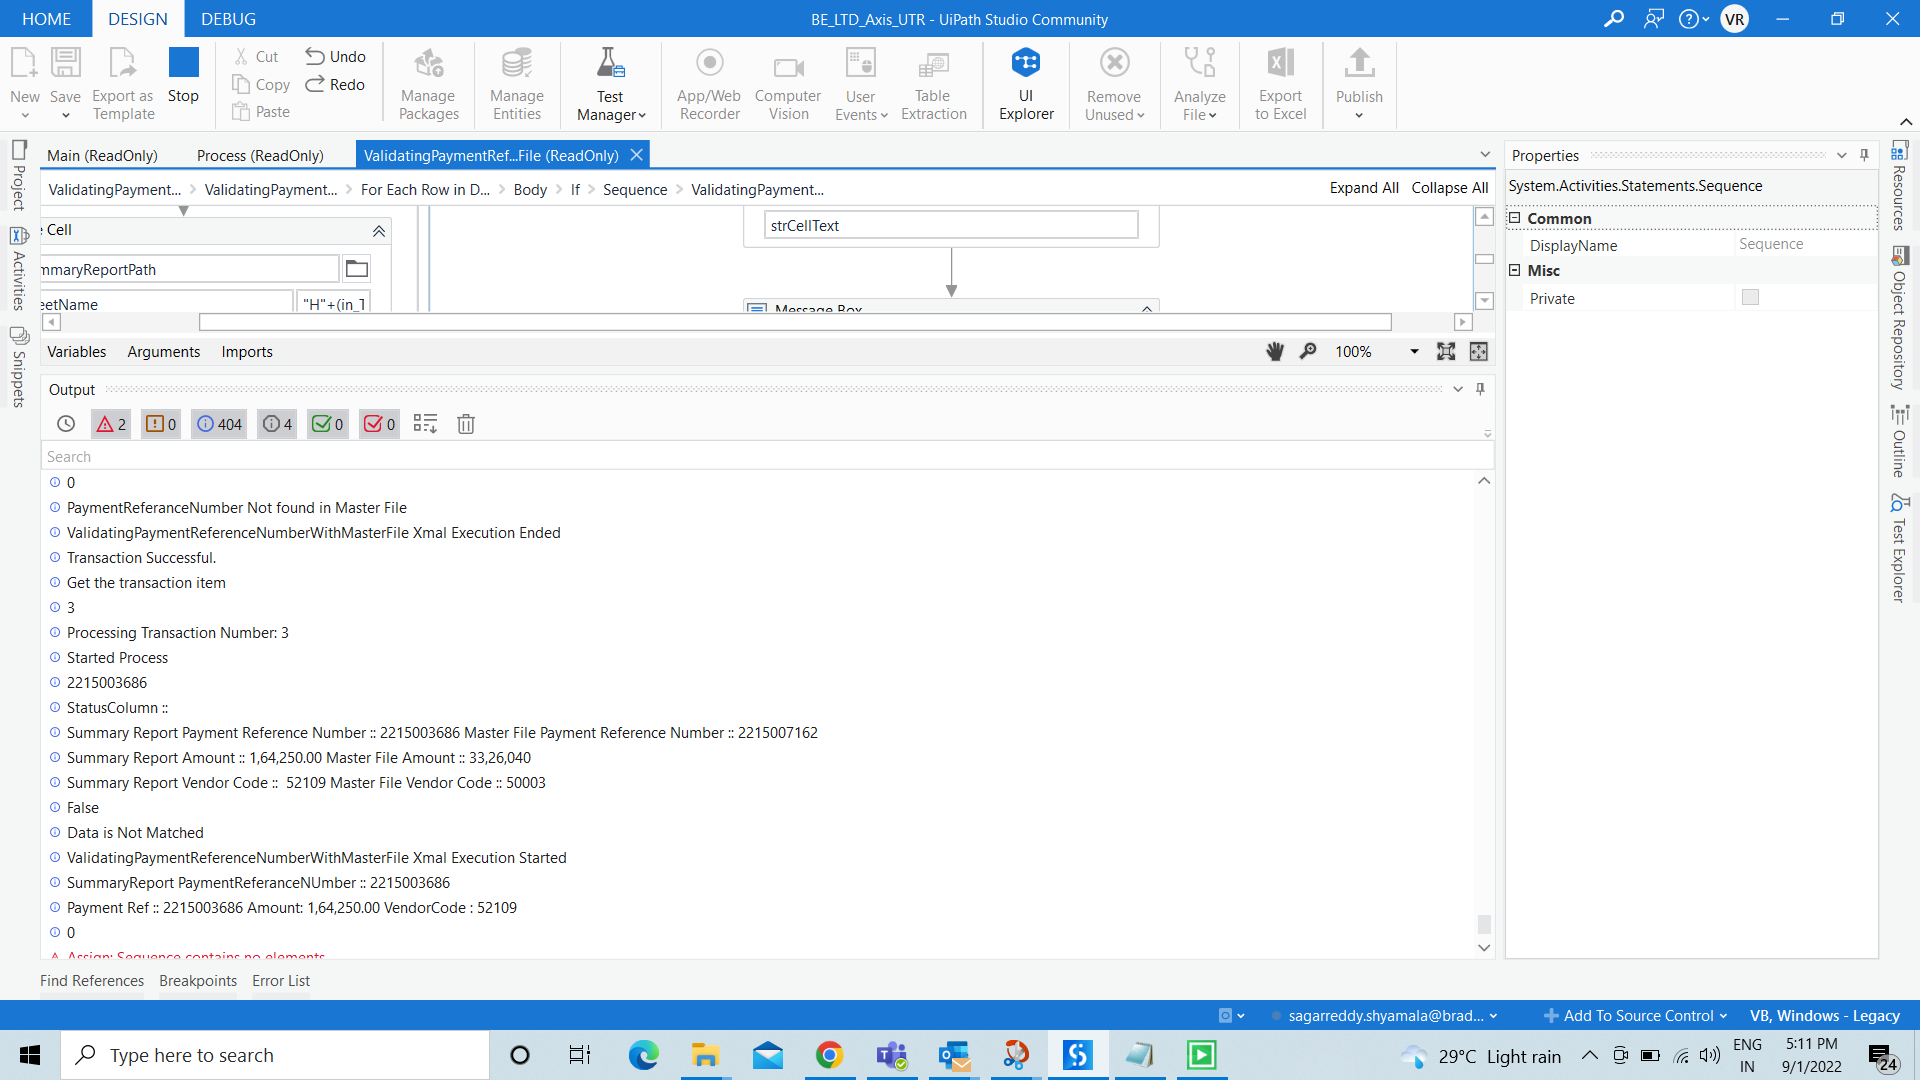 HOME DESIGN DEBUG BE_LTD_Axis_UTR - UiPath Studio Community VR
New Save Export as Template Stop Cut Copy Paste Undo Redo Manage Packages Manage Entities Test Manager App/Web Recorder Computer Vision User Events Table Extraction UI Explorer Remove Unused Analyze File Export to Excel Publish
Main (ReadOnly) Process (ReadOnly) ValidatingPaymentRef...File (ReadOnly)
ValidatingPayment... ValidatingPayment... For Each Row in D... Body If Sequence ValidatingPayment... Expand All Collapse All
Cell
strCellText
mmaryReportPath
eetName "H"+(in_T
Message Box
Variables Arguments Imports 100%
Output
2 0 404 4 0 0
Search
0
PaymentReferanceNumber Not found in Master File
ValidatingPaymentReferenceNumberWithMasterFile Xmal Execution Ended
Transaction Successful.
Get the transaction item
3
Processing Transaction Number: 3
Started Process
2215003686
StatusColumn ::
Summary Report Payment Reference Number :: 2215003686 Master File Payment Reference Number :: 2215007162
Summary Report Amount :: 1,64,250.00 Master File Amount :: 33,26,040
Summary Report Vendor Code ::  52109 Master File Vendor Code :: 50003
False
Data is Not Matched
ValidatingPaymentReferenceNumberWithMasterFile Xmal Execution Started
SummaryReport PaymentReferanceNUmber :: 2215003686
Payment Ref :: 2215003686 Amount: 1,64,250.00 VendorCode : 52109
0
Assign: Sequence contains no elements
Find References Breakpoints Error List
Project
Activities
Snippets
Properties
System.Activities.Statements.Sequence
Common
DisplayName Sequence
Misc
Private
Resources
Object Repository
Outline
Test Explorer
sagarreddy.shyamala@brad... Add To Source Control VB, Windows - Legacy
Type here to search 29°C Light rain ENG IN 5:11 PM 9/1/2022 24